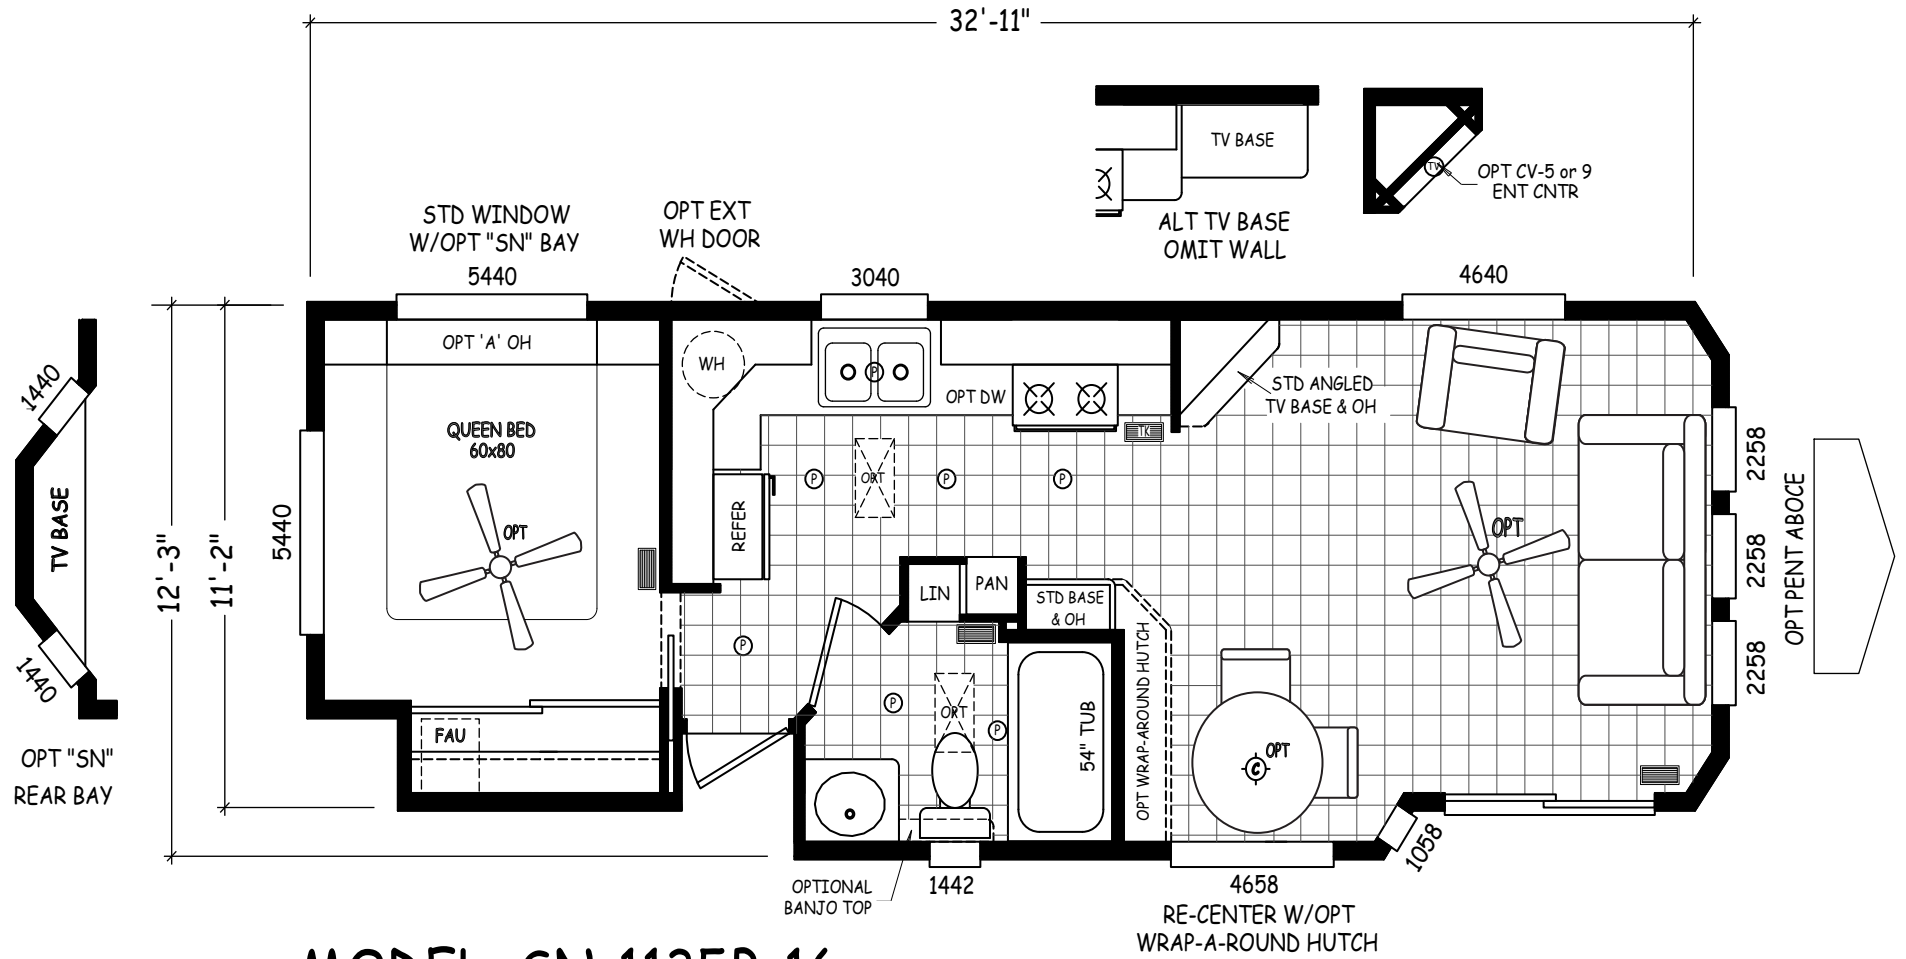 32'-11"
TV BASE
TV
OPT CV-5 or 9
ENT CNTR
ALT TV BASE
OMIT WALL
STD WINDOW
W/OPT "SN" BAY
5440
OPT EXT
WH DOOR
3040
4640
OPT 'A' OH
WH
P
OPT DW
STD ANGLED
TV BASE & OH
TK
QUEEN BED
60x80
OPT
5440
12'-3"
11'-2"
1440
TV BASE
1440
OPT "SN"
REAR BAY
REFER
P
OPT
P
P
LIN
PAN
STD BASE
& OH
P
P
OPT
P
54" TUB
OPT WRAP-AROUND HUTCH
OPT
C
OPT
2258
2258
2258
OPT PENT ABOCE
FAU
OPTIONAL
BANJO TOP
1442
4658
1058
RE-CENTER W/OPT
WRAP-A-ROUND HUTCH